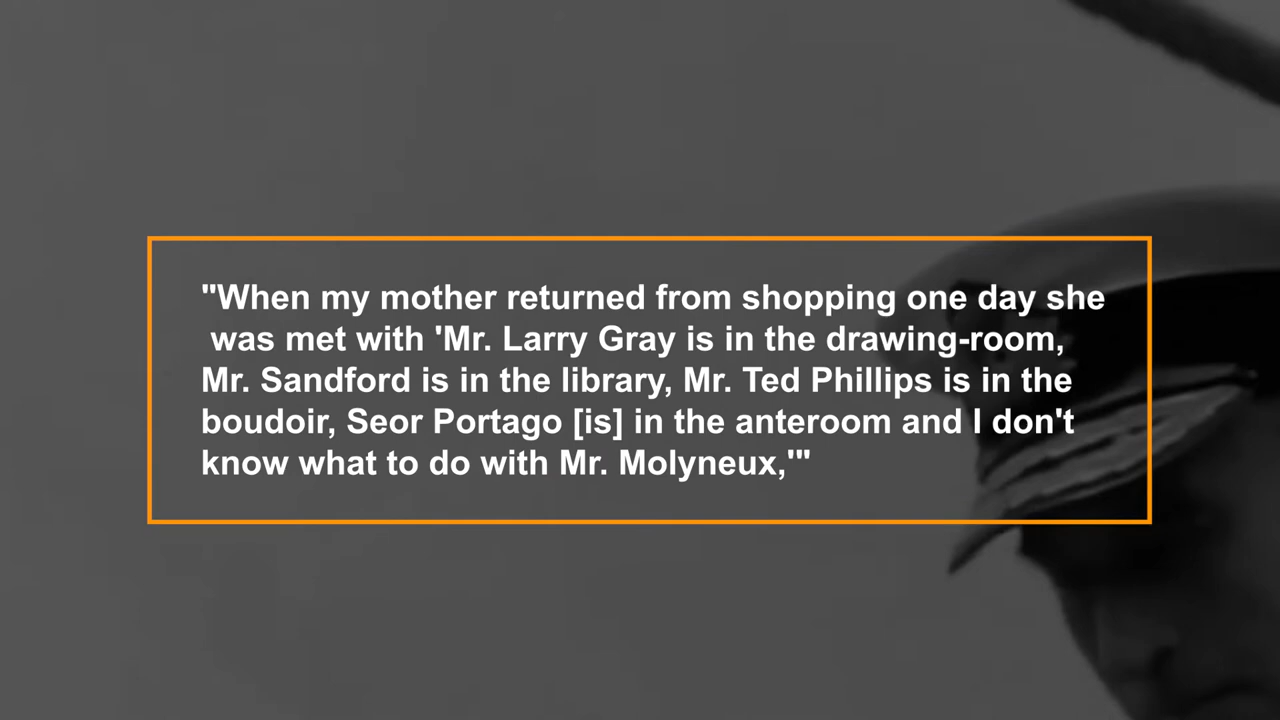 "When my mother returned from shopping one day she
was met with 'Mr. Larry Gray is in the drawing-room,
Mr. Sandford is in the library, Mr. Ted Phillips is in the
boudoir, Seor Portago [is] in the anteroom and I don't
know what to do with Mr. Molyneux,'"